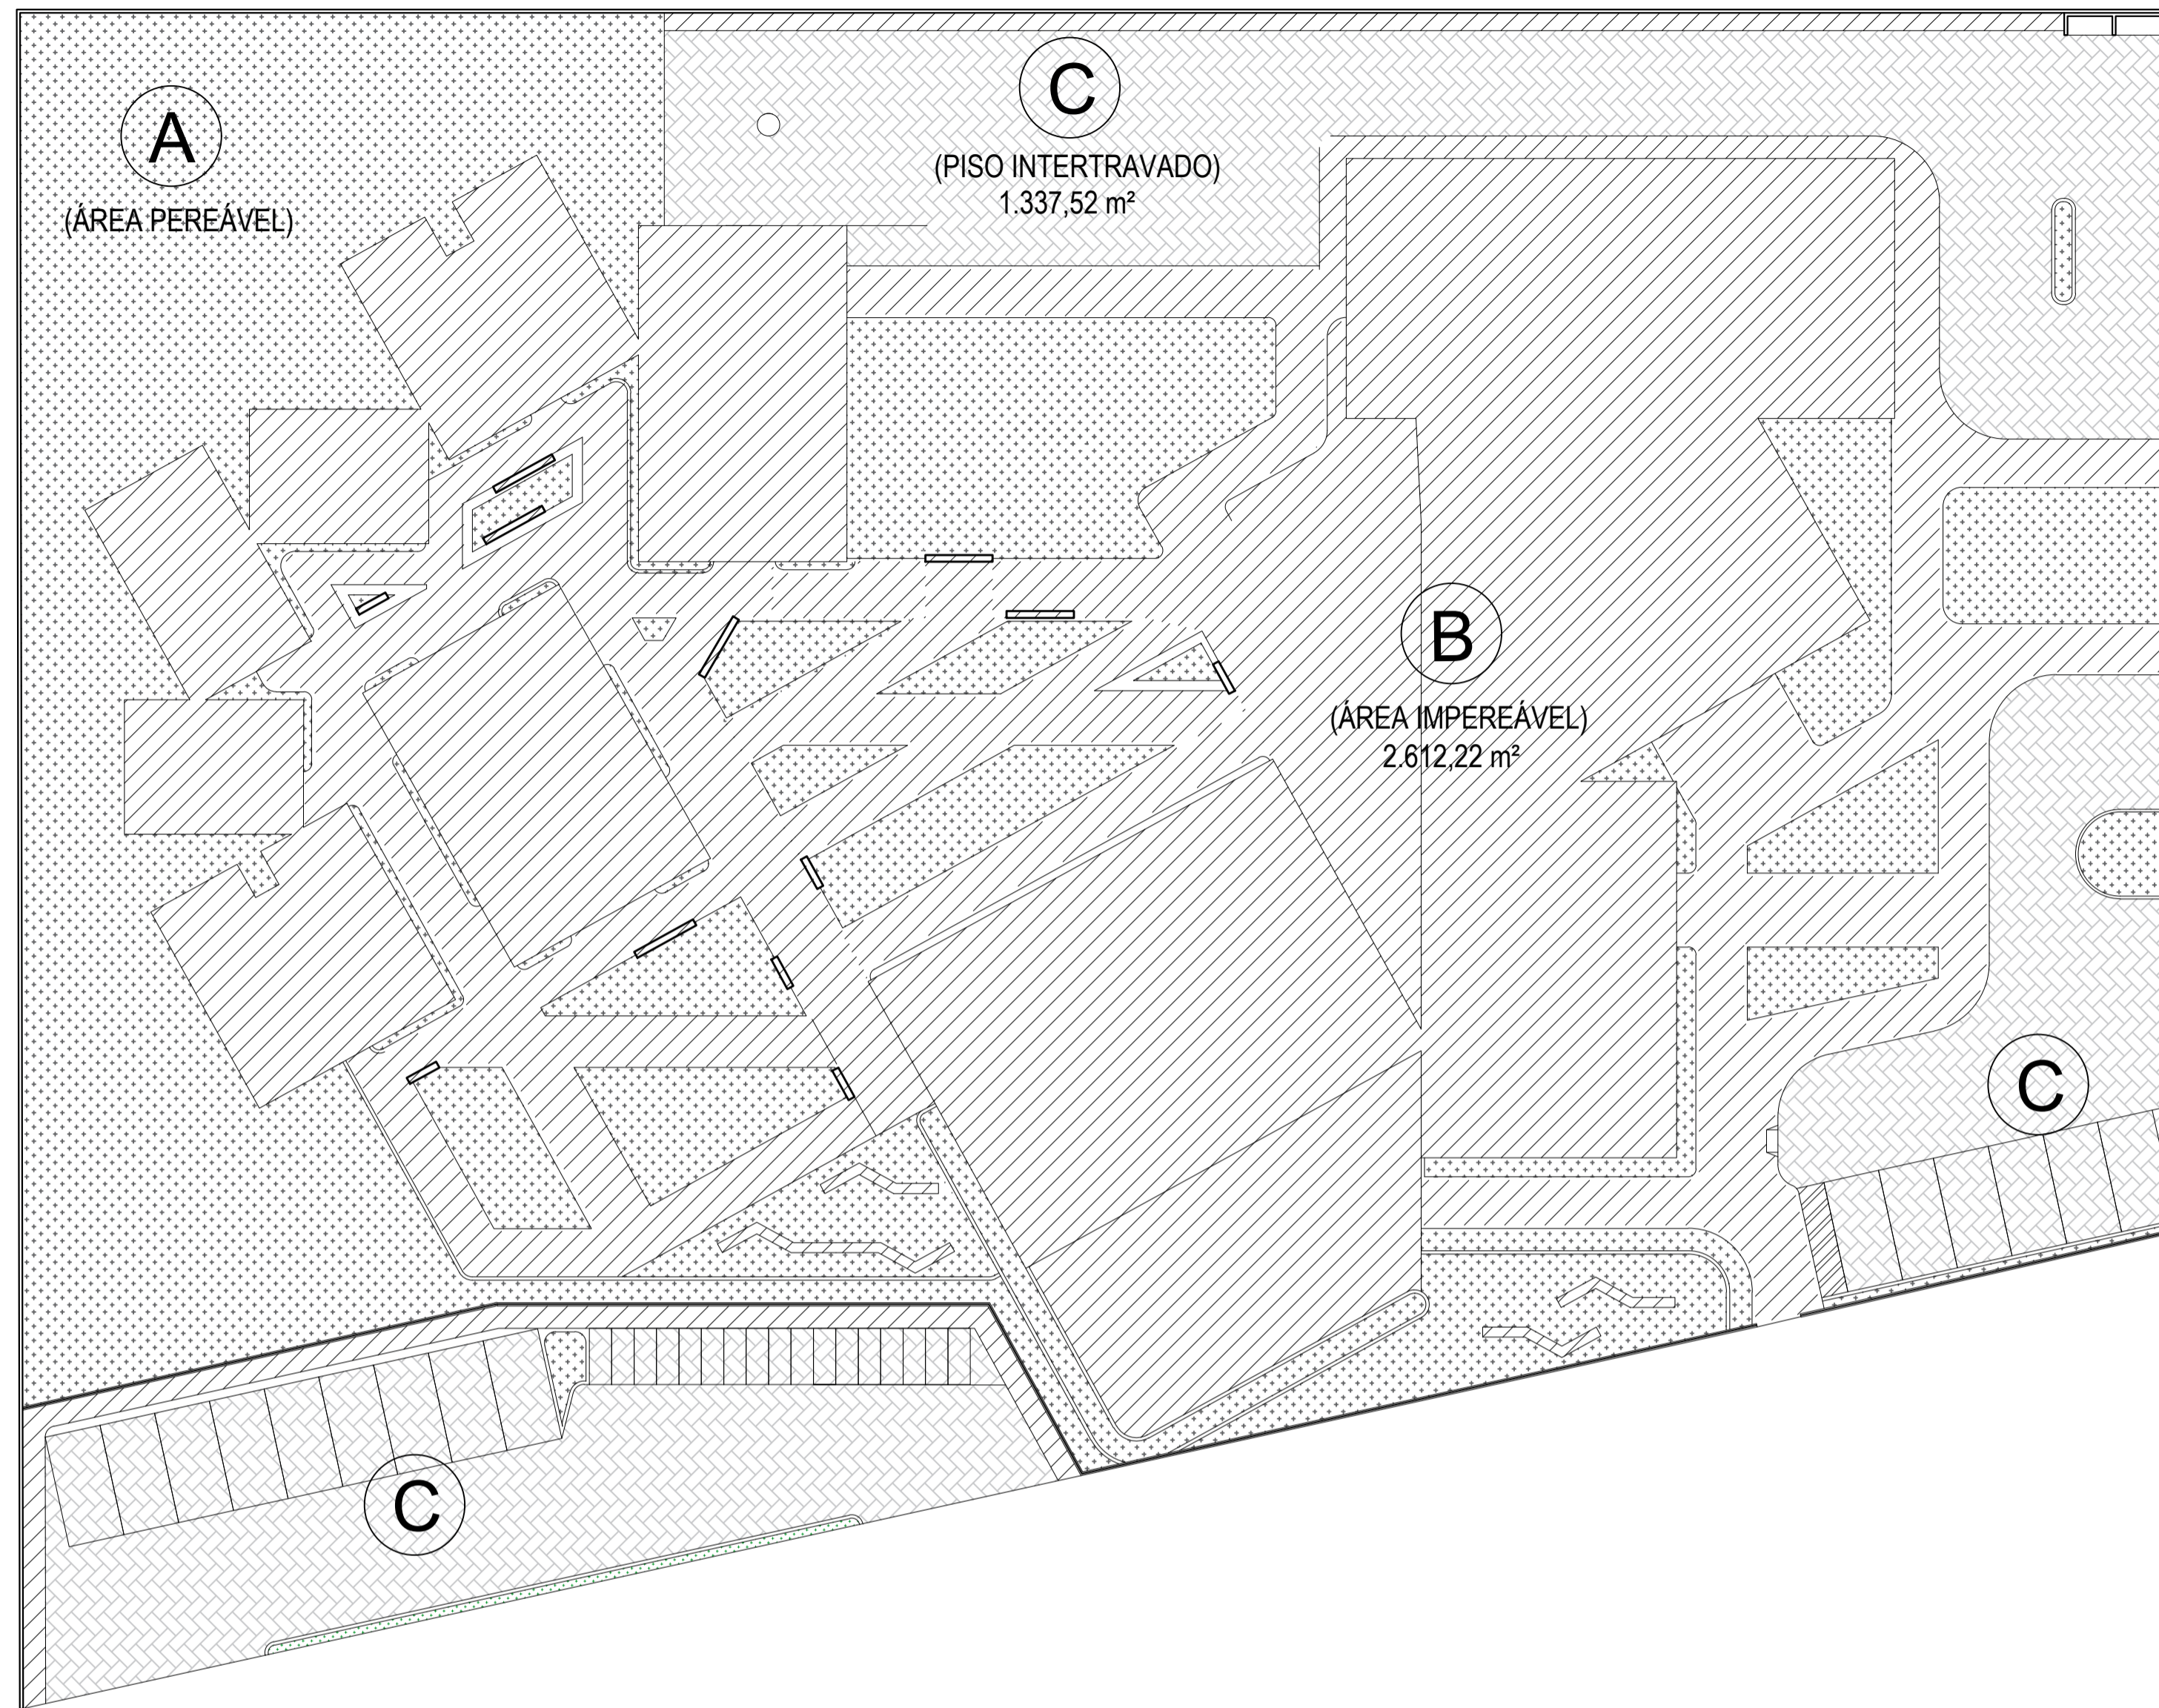 A
(ÁREA PEREÁVEL)
C
(PISO INTERTRAVADO)
1.337,52 m²
B
(ÁREA IMPEREÁVEL)
2.612,22 m²
C
C